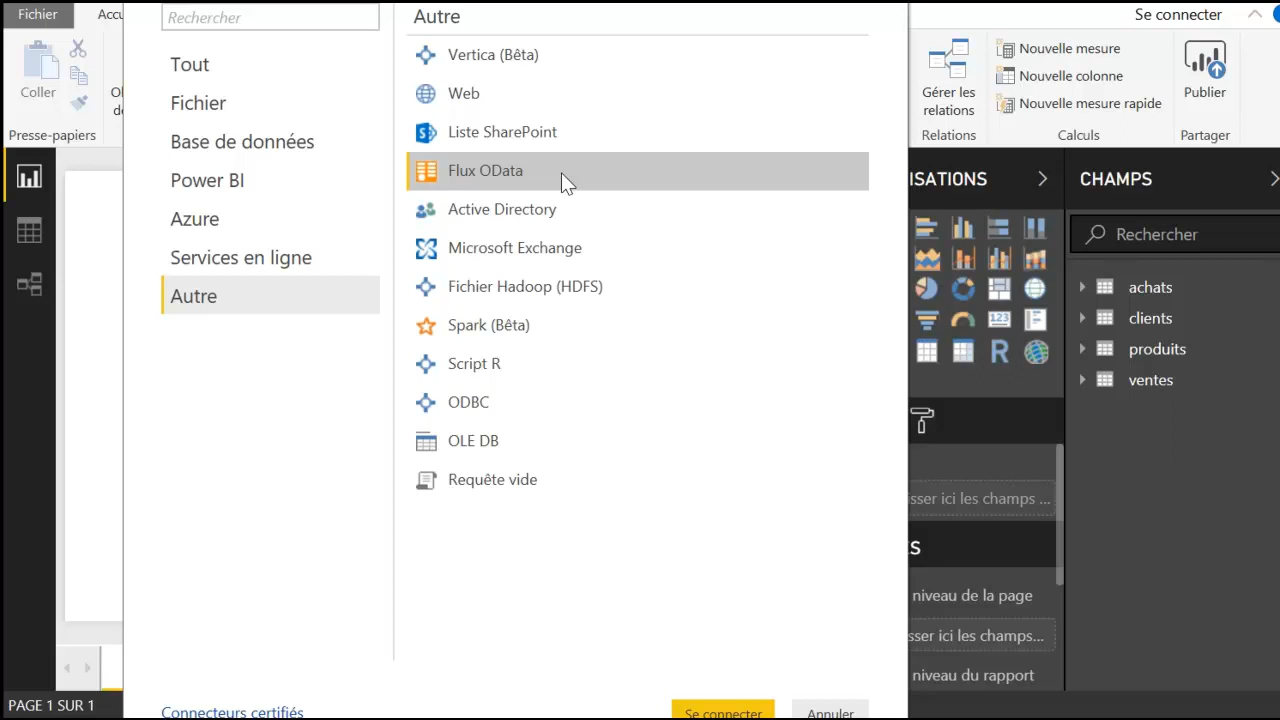 Fichier
Se connecter
Coller
Presse-papiers
Gérer les
relations
Relations
Nouvelle mesure
Nouvelle colonne
Nouvelle mesure rapide
Calculs
Publier
Partager
Rechercher
Tout
Fichier
Base de données
Power BI
Azure
Services en ligne
Autre
Autre
Vertica (Bêta)
Web
Liste SharePoint
Flux OData
Active Directory
Microsoft Exchange
Fichier Hadoop (HDFS)
Spark (Bêta)
Script R
ODBC
OLE DB
Requête vide
Connecteurs certifiés
Se connecter
Annuler
CHAMPS
Rechercher
achats
clients
produits
ventes
123
R
ici les champs ...
niveau de la page
ici les champs...
niveau du rapport
PAGE 1 SUR 1